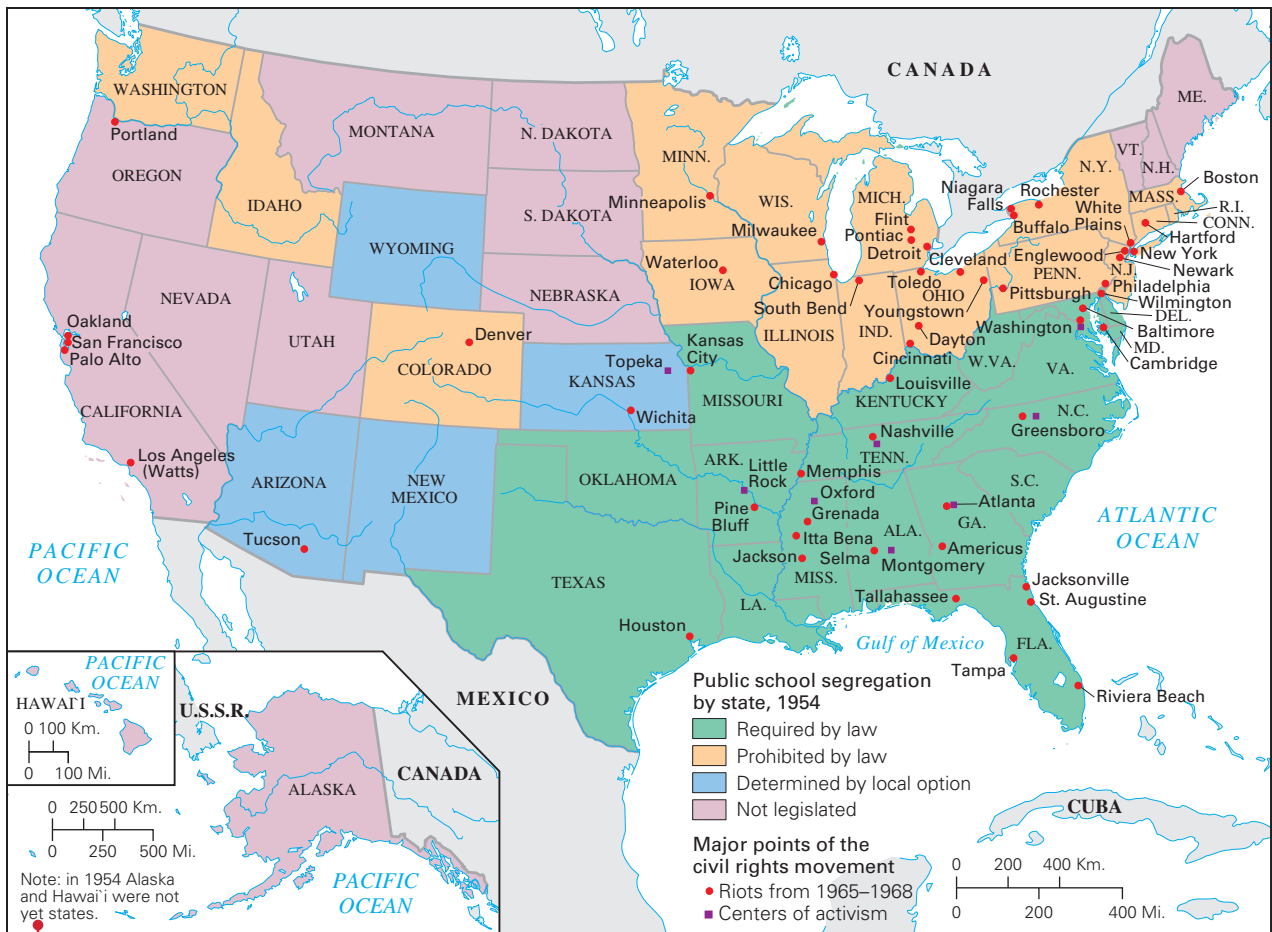 CANADA
WASHINGTON
Portland
OREGON
IDAHO
MONTANA
N. DAKOTA
S. DAKOTA
WYOMING
NEBRASKA
NEVADA
UTAH
COLORADO
Denver
KANSAS
Topeka
Wichita
CALIFORNIA
Oakland
San Francisco
Palo Alto
Los Angeles
(Watts)
ARIZONA
Tucson
NEW
MEXICO
MINN.
Minneapolis
WIS.
Milwaukee
MICH.
Flint
Pontiac
Detroit
Waterloo
IOWA
Chicago
South Bend
ILLINOIS
IND.
Toledo
Cleveland
OHIO
Youngstown
Dayton
Cincinnati
Niagara
Falls
Rochester
Buffalo
White
Plains
N.Y.
VT.
N.H.
ME.
MASS.
Boston
R.I.
CONN.
Hartford
New York
Englewood
Newark
N.J.
PENN.
Pittsburgh
Philadelphia
Wilmington
DEL.
Baltimore
MD.
Cambridge
Washington
W.VA.
VA.
Kansas
City
MISSOURI
Louisville
KENTUCKY
Nashville
TENN.
Memphis
N.C.
Greensboro
S.C.
Atlanta
GA.
Americus
ARK.
Little
Rock
Pine
Bluff
OKLAHOMA
TEXAS
Houston
LA.
Oxford
Grenada
Itta Bena
Jackson
MISS.
ALA.
Selma
Montgomery
Tallahassee
Jacksonville
St. Augustine
FLA.
Tampa
Riviera Beach
PACIFIC
OCEAN
ATLANTIC
OCEAN
Gulf of Mexico
MEXICO
CUBA
PACIFIC
OCEAN
HAWAI`I
0 100 Km.
0 100 Mi.
U.S.S.R.
ALASKA
CANADA
PACIFIC
OCEAN
0 250 500 Km.
0 250 500 Mi.
Note: in 1954 Alaska
and Hawai`i were not
yet states.
Public school segregation
by state, 1954
Required by law
Prohibited by law
Determined by local option
Not legislated
Major points of the
civil rights movement
Riots from 1965–1968
Centers of activism
0 200 400 Km.
0 200 400 Mi.